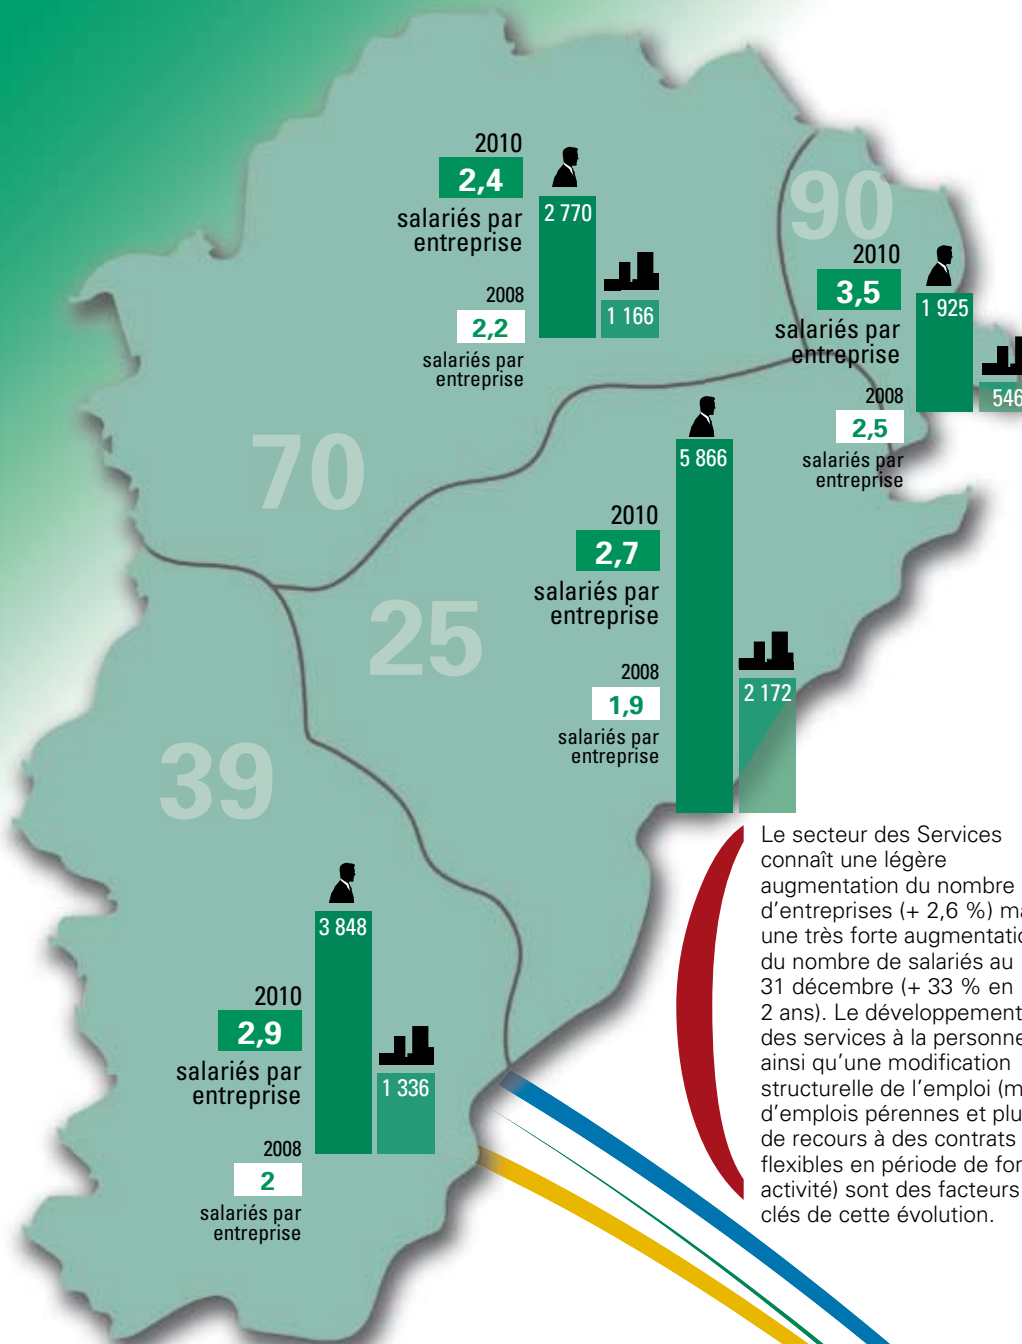 2010
2,4
salariés par
entreprise
2 770
1 166
2008
2,2
salariés par
entreprise
90
2010
3,5
salariés par
entreprise
1 925
546
2008
2,5
salariés par
entreprise
70
5 866
2010
2,7
salariés par
entreprise
25
2008
1,9
salariés par
entreprise
2 172
39
3 848
2010
2,9
salariés par
entreprise
1 336
2008
2
salariés par
entreprise
Le secteur des Services
connaît une légère
augmentation du nombre
d'entreprises (+ 2,6 %)
une très forte
du nombre de salariés au
31 décembre (+ 33 % en
2 ans). Le développement
des services à la personne
ainsi qu'une modification
structurelle de l'emploi
d'emplois pérennes et
de recours à des contrats
flexibles en période de
activité) sont des facteurs
clés de cette évolution.